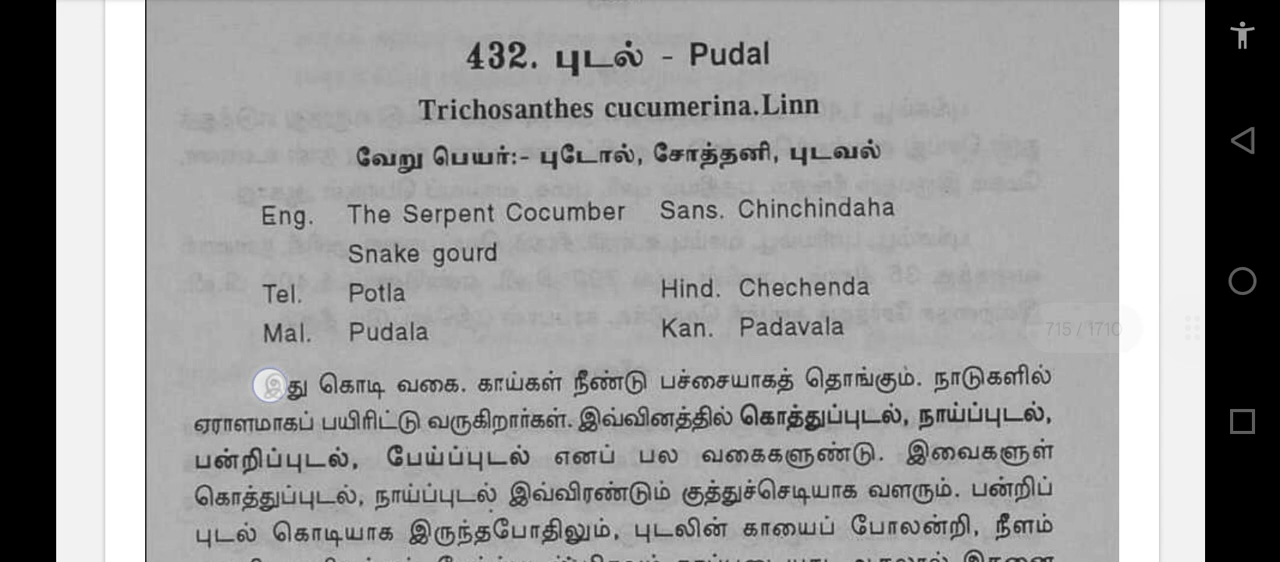 432. புடல் - Pudal
Trichosanthes cucumerina.Linn
வேறு பெயர்:- புடோல், சோத்தனி, புடவல்
Eng. The Serpent Cocumber Sans. Chinchindaha
Snake gourd
Tel. Potla Hind. Chechenda
Mal. Pudala Kan. Padavala
715 / 1710
இது கொடி வகை. காய்கள் நீண்டு பச்சையாகத் தொங்கும். நாடுகளில்
ஏராளமாகப் பயிரிட்டு வருகிறார்கள். இவ்வினத்தில் கொத்துப்புடல், நாய்ப்புடல்,
பன்றிப்புடல், பேய்ப்புடல் எனப் பல வகைகளுண்டு. இவைகளுள்
கொத்துப்புடல், நாய்ப்புடல் இவ்விரண்டும் குத்துச்செடியாக வளரும். பன்றிப்
புடல் கொடியாக இருந்தபோதிலும், புடலின் காயைப் போலன்றி, நீளம்